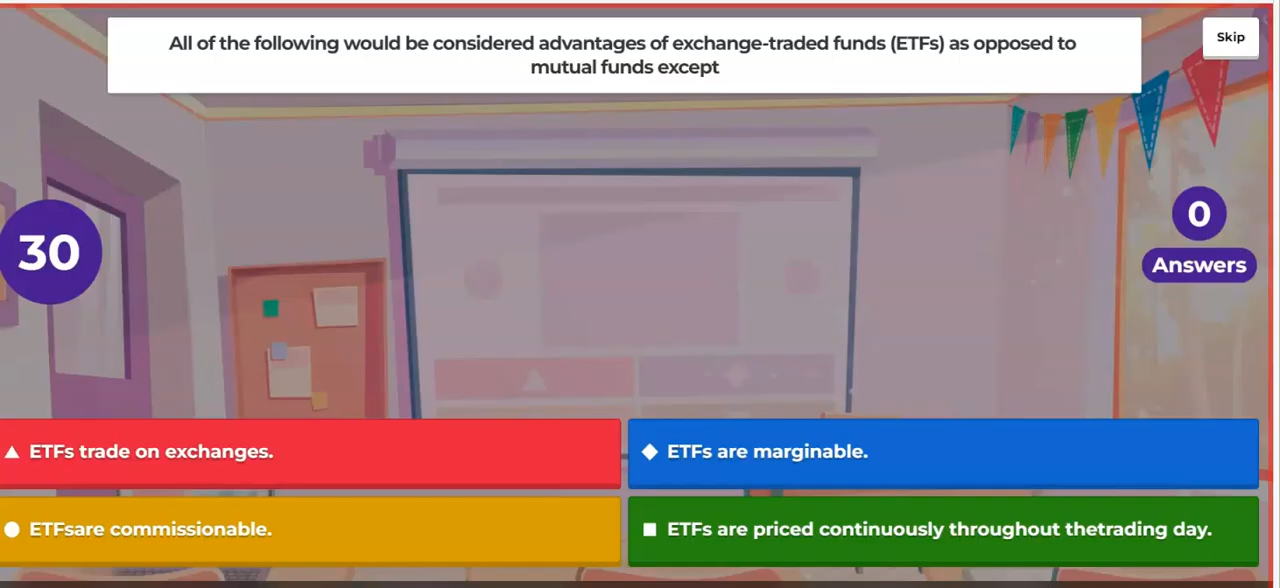 All of the following would be considered advantages of exchange-traded funds (ETFs) as opposed to
mutual funds except
Skip
30
0
Answers
ETFs trade on exchanges.
ETFs are marginable.
ETFsare commissionable.
ETFs are priced continuously throughout thetrading day.